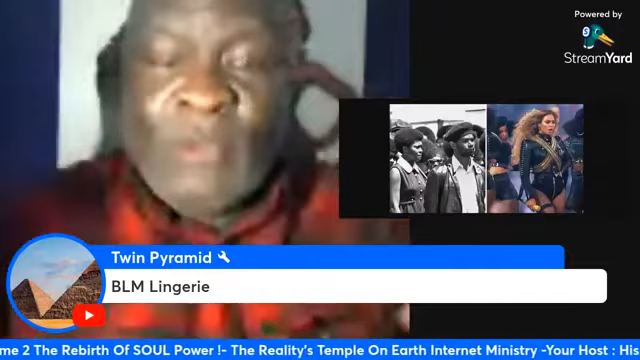 Powered by
StreamYard
Twin Pyramid
BLM Lingerie
me 2 The Rebirth Of SOUL Power !- The Reality's Temple On Earth Internet Ministry -Your Host : His